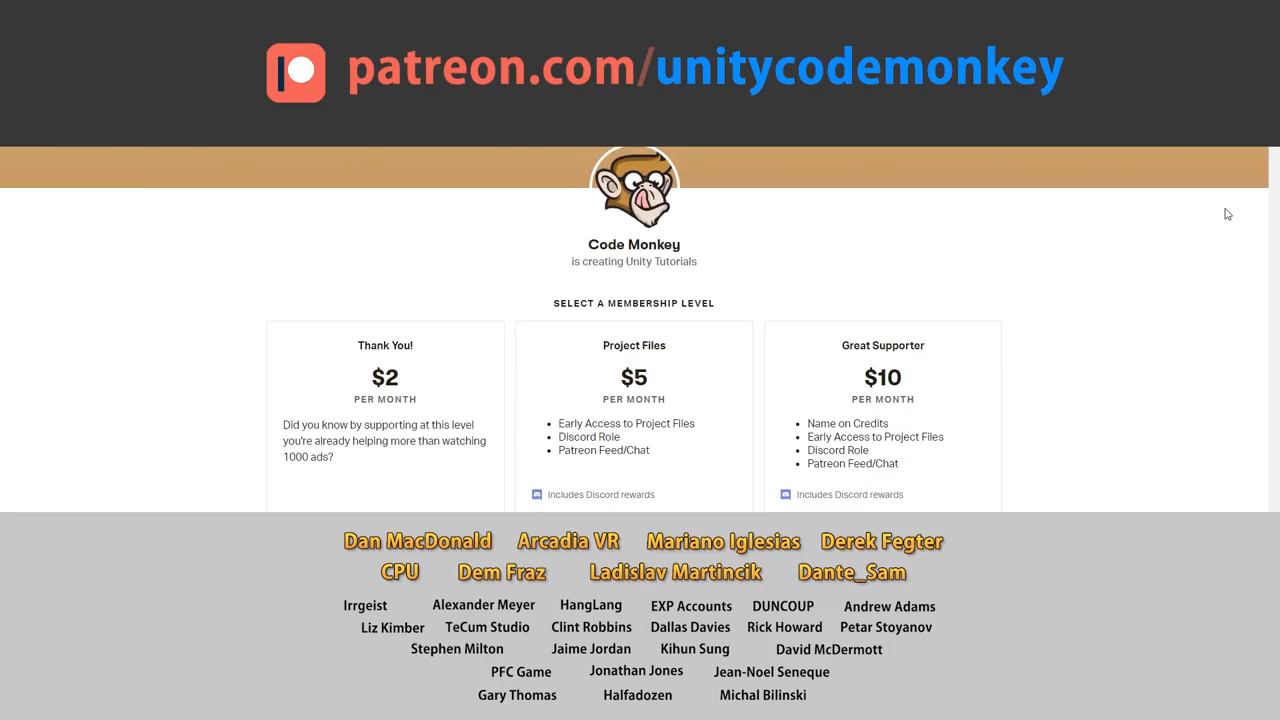 patreon.com/unitycodemonkey
Code Monkey
is creating Unity Tutorials
SELECT A MEMBERSHIP LEVEL
Thank You!
$2
PER MONTH
Did you know by supporting at this level
you're already helping more than watching
1000 ads?
Project Files
$5
PER MONTH
• Early Access to Project Files
• Discord Role
• Patreon Feed/Chat
Includes Discord rewards
Great Supporter
$10
PER MONTH
• Name on Credits
• Early Access to Project Files
• Discord Role
• Patreon Feed/Chat
Includes Discord rewards
Dan MacDonald Arcadia VR Mariano Iglesias Derek Fegter
CPU Dem Fraz Ladislav Martincik Dante_Sam
Irrgeist Alexander Meyer HangLang EXP Accounts DUNCOUP Andrew Adams
Liz Kimber TeCum Studio Clint Robbins Dallas Davies Rick Howard Petar Stoyanov
Stephen Milton Jaime Jordan Kihun Sung David McDermott
PFC Game Jonathan Jones Jean-Noel Seneque
Gary Thomas Halfadozen Michal Bilinski